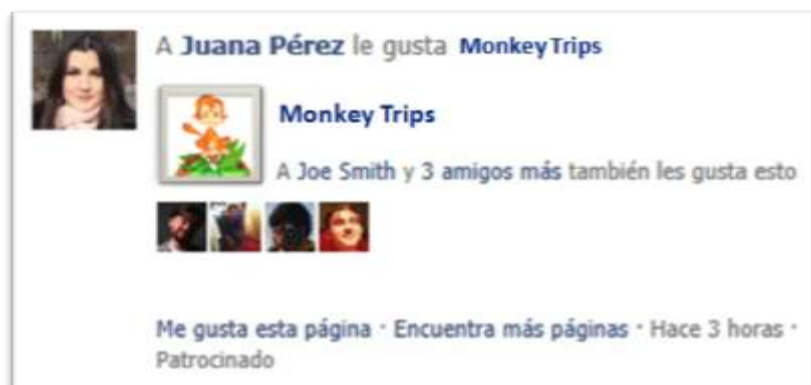 A Juana Pérez le gusta Monkey Trips
Monkey Trips
A Joe Smith y 3 amigos más también les gusta esto
Me gusta esta página · Encuentra más páginas · Hace 3 horas ·
Patrocinado